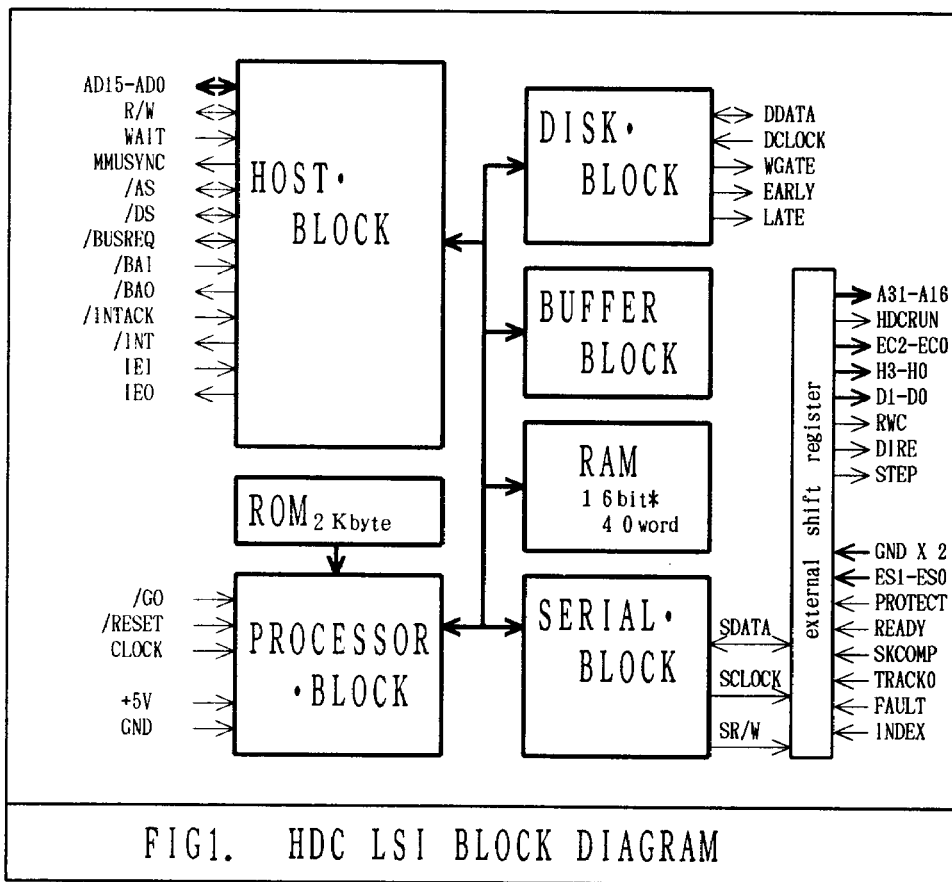 AD15-AD0
R/W
WAIT
MMUSYNC
/AS
/DS
/BUSREQ
/BAI
/BAO
/INTACK
/INT
IEI
IEO
HOST・
BLOCK
ROM 2Kbyte
/GO
/RESET
CLOCK
+5V
GND
PROCESSOR
・BLOCK
DISK・
BLOCK
DDATA
DCLOCK
WGATE
EARLY
LATE
BUFFER
BLOCK
RAM
16bit*
40word
SERIAL・
BLOCK
SDATA
SCLOCK
SR/W
external shift register
A31-A16
HDCRUN
EC2-EC0
H3-H0
D1-D0
RWC
DIRE
STEP
GND X 2
ES1-ES0
PROTECT
READY
SKCOMP
TRACK0
FAULT
INDEX
FIG1. HDC LSI BLOCK DIAGRAM